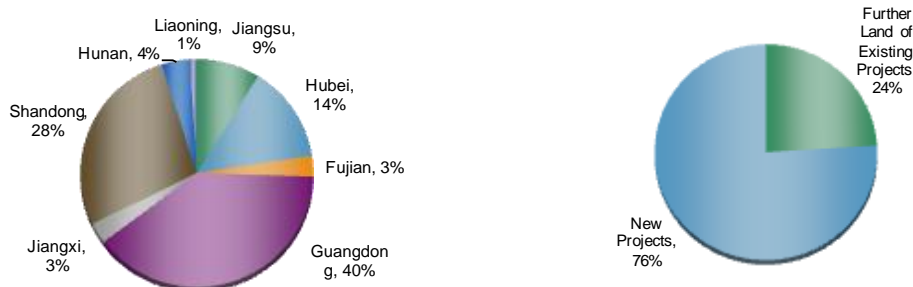 Liaoning,
1%
Jiangsu,
9%
Hunan, 4%
Hubei,
14%
Shandong,
28%
Fujian, 3%
Jiangxi,
3%
Guangdon
g, 40%
Further
Land of
Existing
Projects
24%
New
Projects,
76%